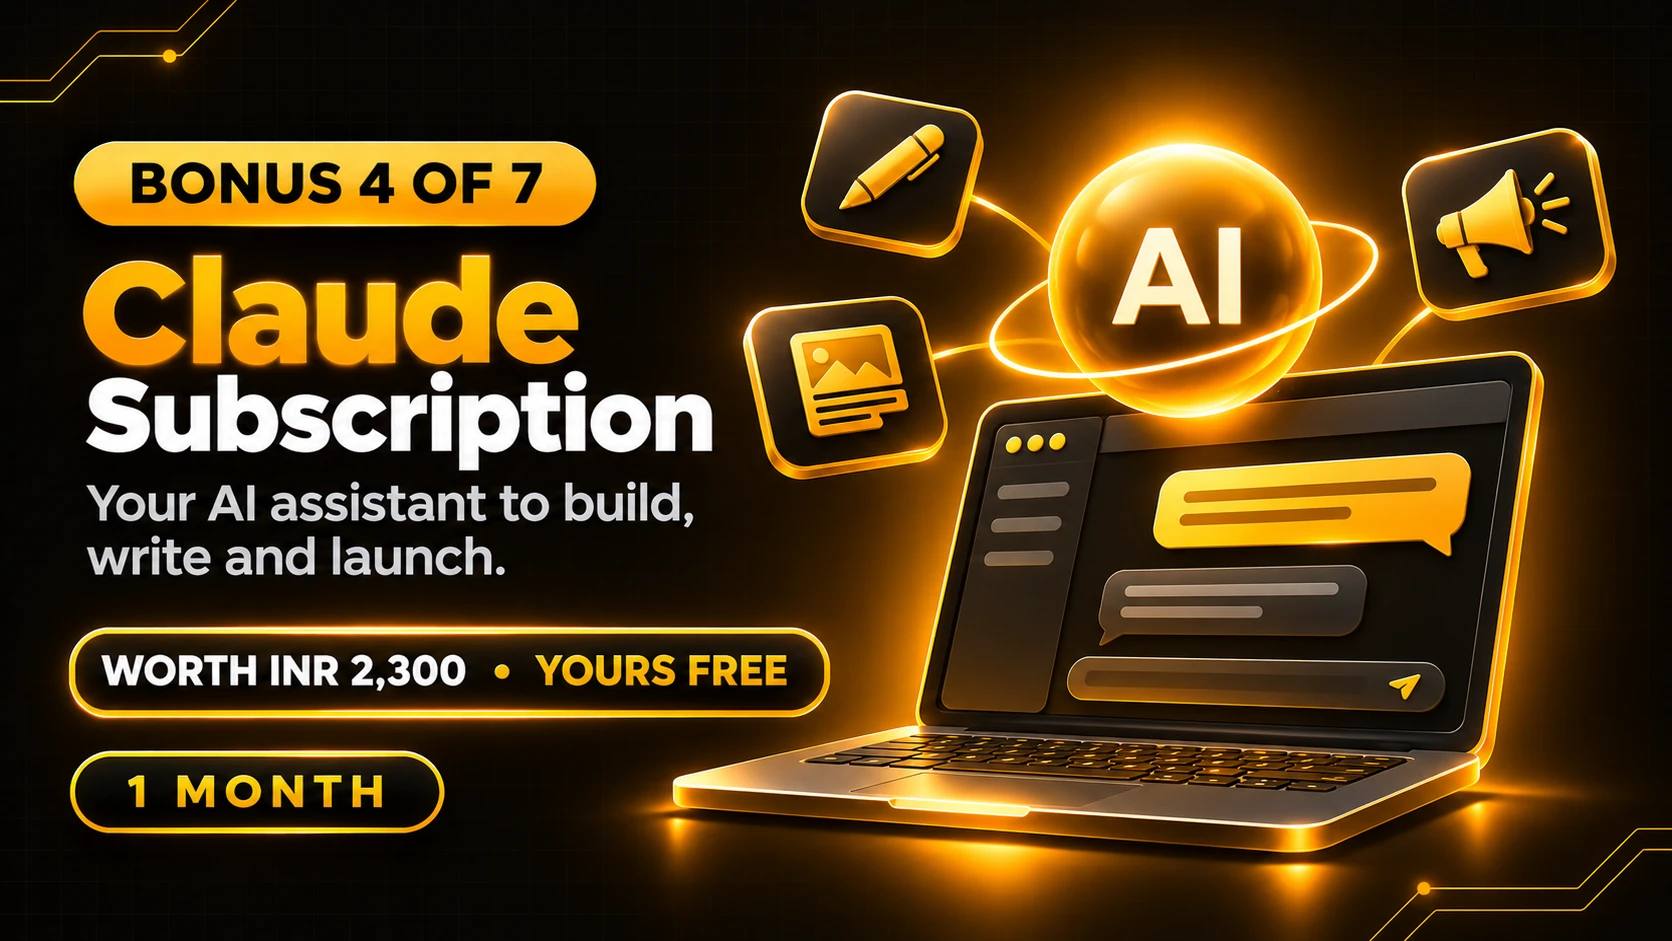 BONUS 4 OF 7
Claude
Subscription
Your AI assistant to build,
write and launch.
WORTH INR 2,300 • YOURS FREE
1 MONTH
AI